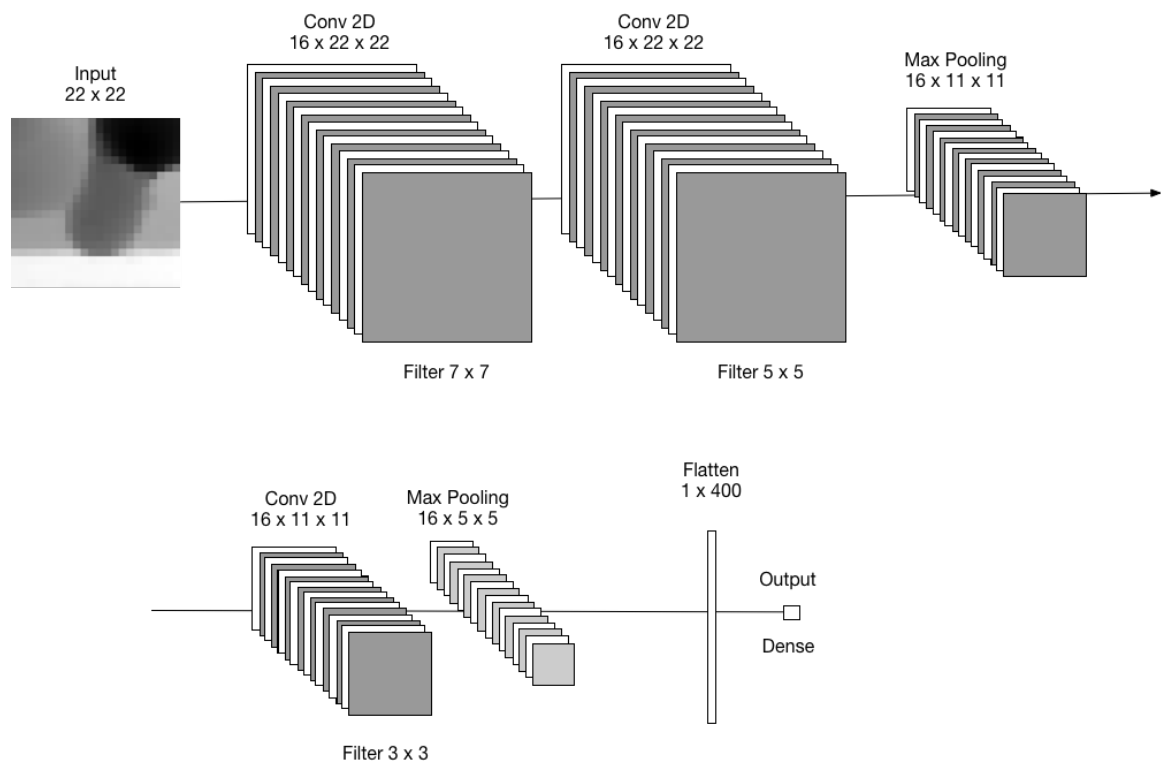 Input
22 x 22
Conv 2D
16 x 22 x 22
Filter 7 x 7
Conv 2D
16 x 22 x 22
Filter 5 x 5
Max Pooling
16 x 11 x 11
Conv 2D
16 x 11 x 11
Filter 3 x 3
Max Pooling
16 x 5 x 5
Flatten
1 x 400
Output
Dense